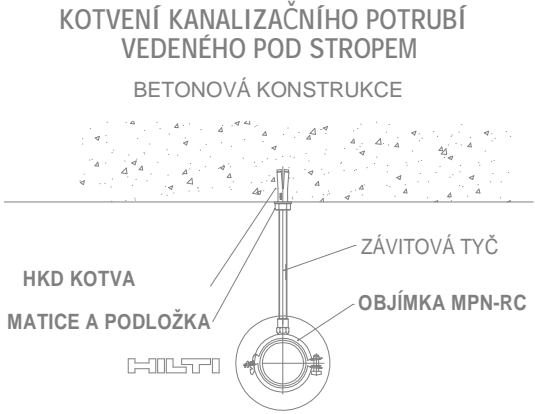 KOTVENÍ KANALIZAČNÍHO POTRUBÍ
VEDENÉHO POD STROPEM
BETONOVÁ KONSTRUKCE
ZÁVITOVÁ TYČ
HKD KOTVA
OBJÍMKA MPN-RC
MATICE A PODLOŽKA
HILTI